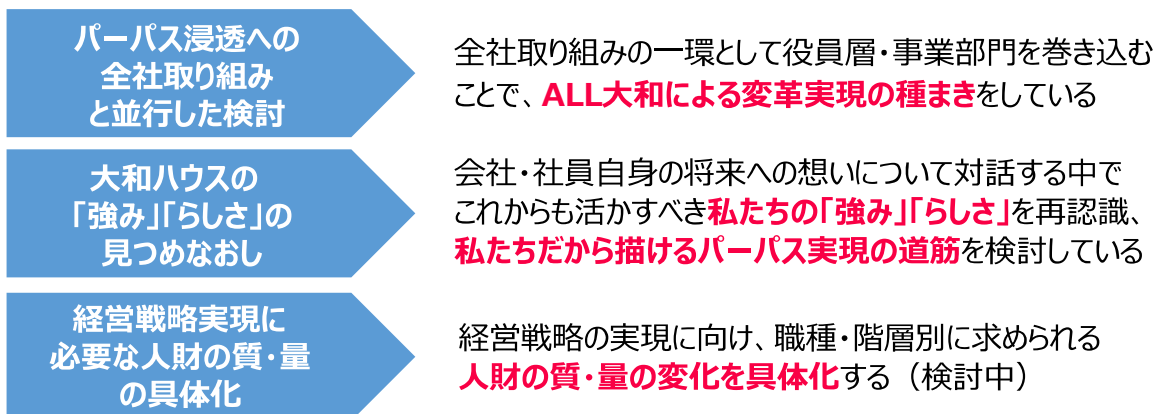 パーパス浸透への
全社取り組み
と並行した検討
全社取り組みの一環として役員層・事業部門を巻き込む
ことで、ALL大和による変革実現の種まきをしている
大和ハウスの
「強み」「らしさ」の
見つめなおし
会社・社員自身の将来への想いについて対話する中で
これからも活かすべき私たちの「強み」「らしさ」を再認識、
私たちだから描けるパーパス実現の道筋を検討している
経営戦略実現に
必要な人財の質・量
の具体化
経営戦略の実現に向け、職種・階層別に求められる
人財の質・量の変化を具体化する（検討中）